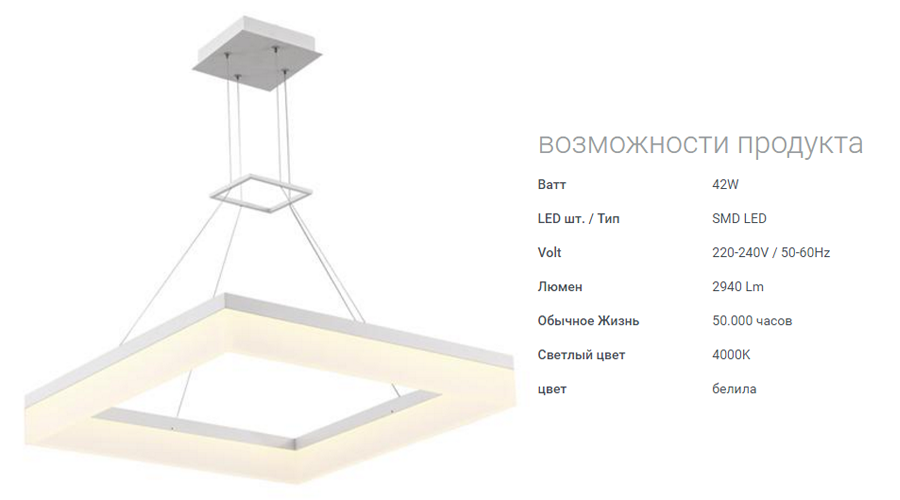 возможности продукта
Ватт 42W
LED шт. / Тип SMD LED
Volt 220-240V / 50-60Hz
Люмен 2940 Lm
Обычное Жизнь 50.000 часов
Светлый цвет 4000K
цвет белила